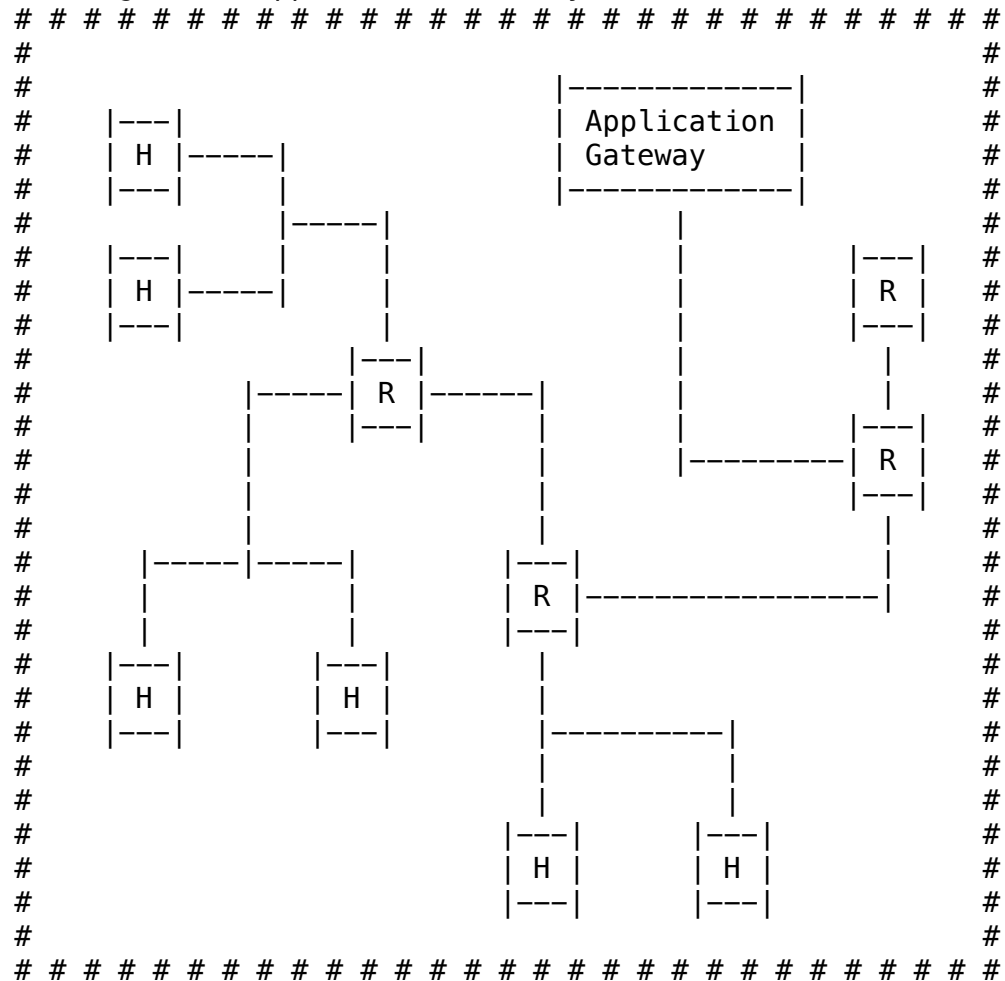 # # # # # # # # # # # # # # # # # # # # # # # # # # # # #
#                                                       #
#                              |-------------|          #
#    |---|                     | Application |          #
#    | H |-----|               | Gateway     |          #
#    |---|     |               |-------------|          #
#              |-----|                |                 #
#    |---|     |     |                |         |---|   #
#    | H |-----|     |                |         | R |   #
#    |---|           |                |         |---|   #
#                  |---|              |           |     #
#            |-----| R |------|       |           |     #
#            |     |---|      |       |         |---|   #
#            |                |       |---------| R |   #
#            |                |                 |---|   #
#            |                |                   |     #
#      |-----|-----|        |---|                 |     #
#      |           |        | R |-----------------|     #
#      |           |        |---|                       #
#    |---|       |---|        |                         #
#    | H |       | H |        |                         #
#    |---|       |---|        |----------|              #
#                             |          |              #
#                             |          |              #
#                           |---|      |---|            #
#                           | H |      | H |            #
#                           |---|      |---|            #
#                                                       #
# # # # # # # # # # # # # # # # # # # # # # # # # # # # #